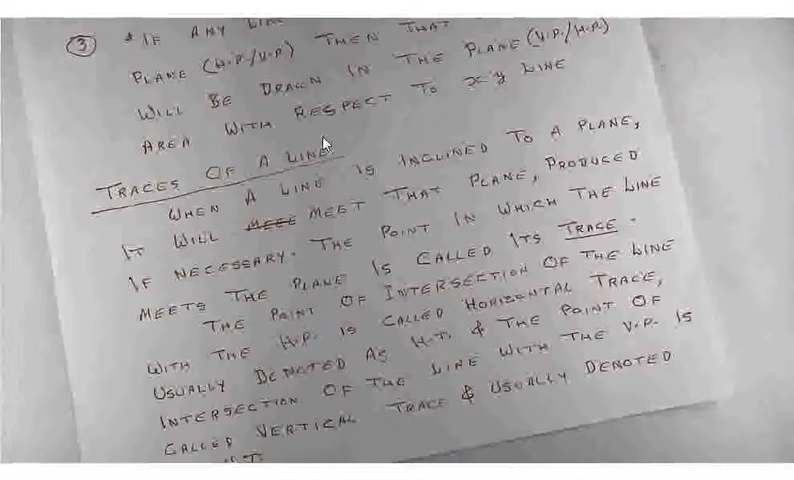 ③ * IF ANY LINE
PLANE (H.P./V.P) THEN THAT
WILL BE DRAWN IN THE PLANE (V.P./H.P.)
AREA WITH RESPECT TO xy LINE
TRACES OF A LINE:
WHEN A LINE IS INCLINED TO A PLANE,
IT WILL MEET THAT PLANE, PRODUCED
IF NECESSARY. THE POINT IN WHICH THE LINE
MEETS THE PLANE IS CALLED ITS TRACE.
THE POINT OF INTERSECTION OF THE LINE
WITH THE H.P. IS CALLED HORIZENTAL TRACE,
USUALLY DENOTED AS H.T. & THE POINT OF
INTERSECTION OF THE LINE WITH THE V.P. IS
CALLED VERTICAL TRACE & USUALLY DENOTED